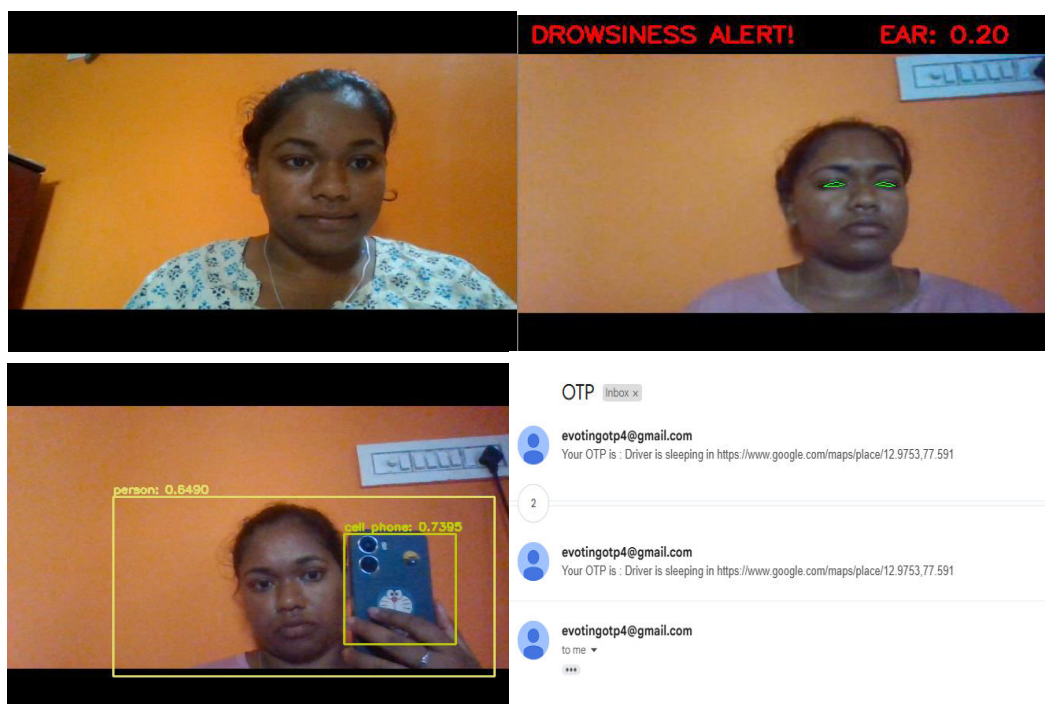 DROWSINESS ALERT! EAR: 0.20
person: 0.6490
cell phone: 0.7395
OTP Inbox x
evotingotp4@gmail.com
Your OTP is : Driver is sleeping in https://www.google.com/maps/place/12.9753,77.591
2
evotingotp4@gmail.com
Your OTP is : Driver is sleeping in https://www.google.com/maps/place/12.9753,77.591
evotingotp4@gmail.com
to me